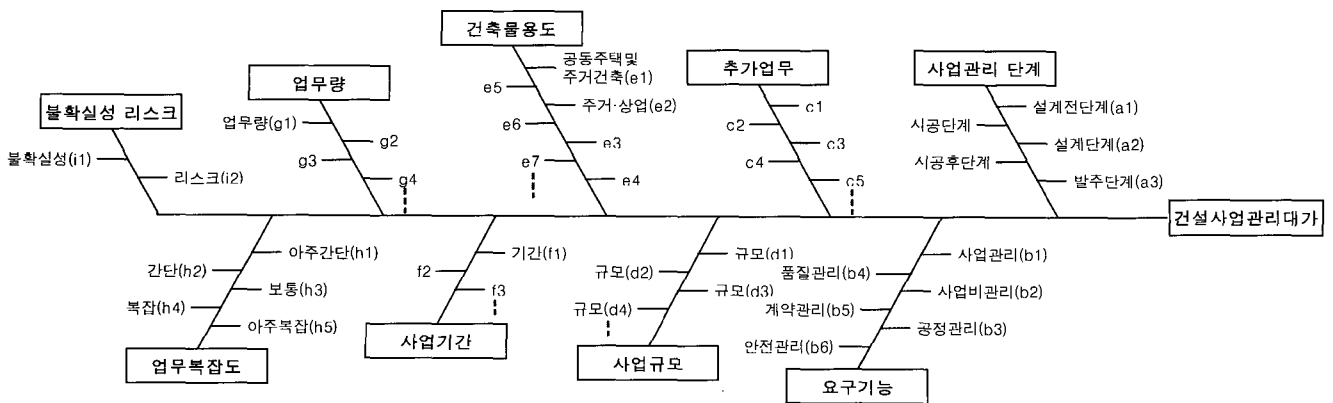 건축물용도
공동주택및
주거건축(e1)
e5
주거·상업(e2)
e6
e3
e7
e4
추가업무
c1
c2
c3
c4
c5
사업관리 단계
설계전단계(a1)
시공단계
설계단계(a2)
시공후단계
발주단계(a3)
업무량
업무량(g1)
g2
g3
g4
불확실성 리스크
불확실성(i1)
리스크(i2)
건설사업관리대가
아주간단(h1)
간단(h2)
보통(h3)
복잡(h4)
아주복잡(h5)
업무복잡도
기간(f1)
f2
f3
사업기간
규모(d1)
규모(d2)
규모(d3)
규모(d4)
사업규모
사업관리(b1)
품질관리(b4)
사업비관리(b2)
계약관리(b5)
공정관리(b3)
안전관리(b6)
요구기능